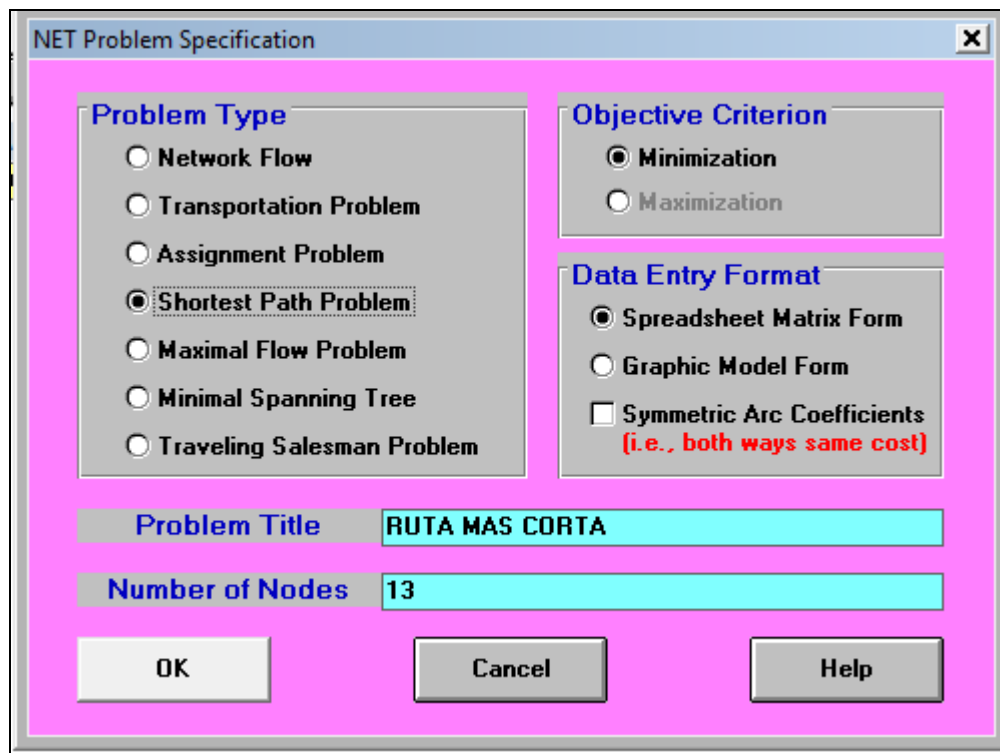 NET Problem Specification
Problem Type
Network Flow
Transportation Problem
Assignment Problem
Shortest Path Problem
Maximal Flow Problem
Minimal Spanning Tree
Traveling Salesman Problem
Objective Criterion
Minimization
Maximization
Data Entry Format
Spreadsheet Matrix Form
Graphic Model Form
Symmetric Arc Coefficients
(i.e., both ways same cost)
Problem Title RUTA MAS CORTA
Number of Nodes 13
OK Cancel Help